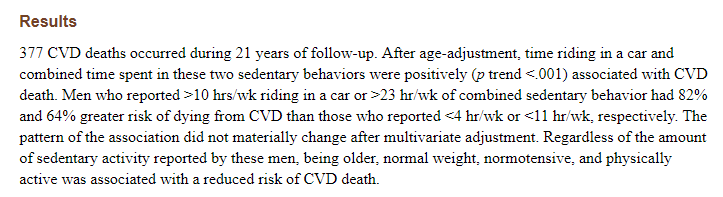 Results
377 CVD deaths occurred during 21 years of follow-up. After age-adjustment, time riding in a car and
combined time spent in these two sedentary behaviors were positively (p trend <.001) associated with CVD
death. Men who reported >10 hrs/wk riding in a car or >23 hr/wk of combined sedentary behavior had 82%
and 64% greater risk of dying from CVD than those who reported <4 hr/wk or <11 hr/wk, respectively. The
pattern of the association did not materially change after multivariate adjustment. Regardless of the amount
of sedentary activity reported by these men, being older, normal weight, normotensive, and physically
active was associated with a reduced risk of CVD death.